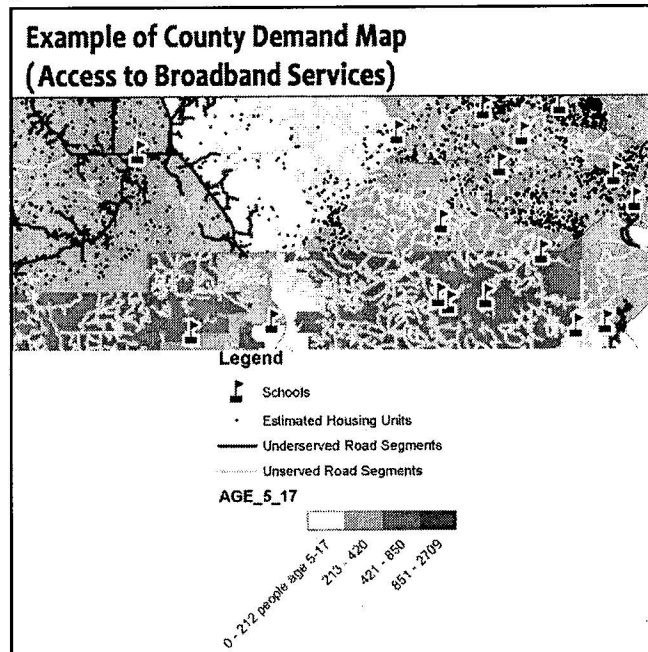 Example of County Demand Map
(Access to Broadband Services)
Legend
Schools
Estimated Housing Units
Underserved Road Segments
Unserved Road Segments
AGE_5_17
0 - 212 people age 5-17
213 - 420
421 - 850
851 - 2709